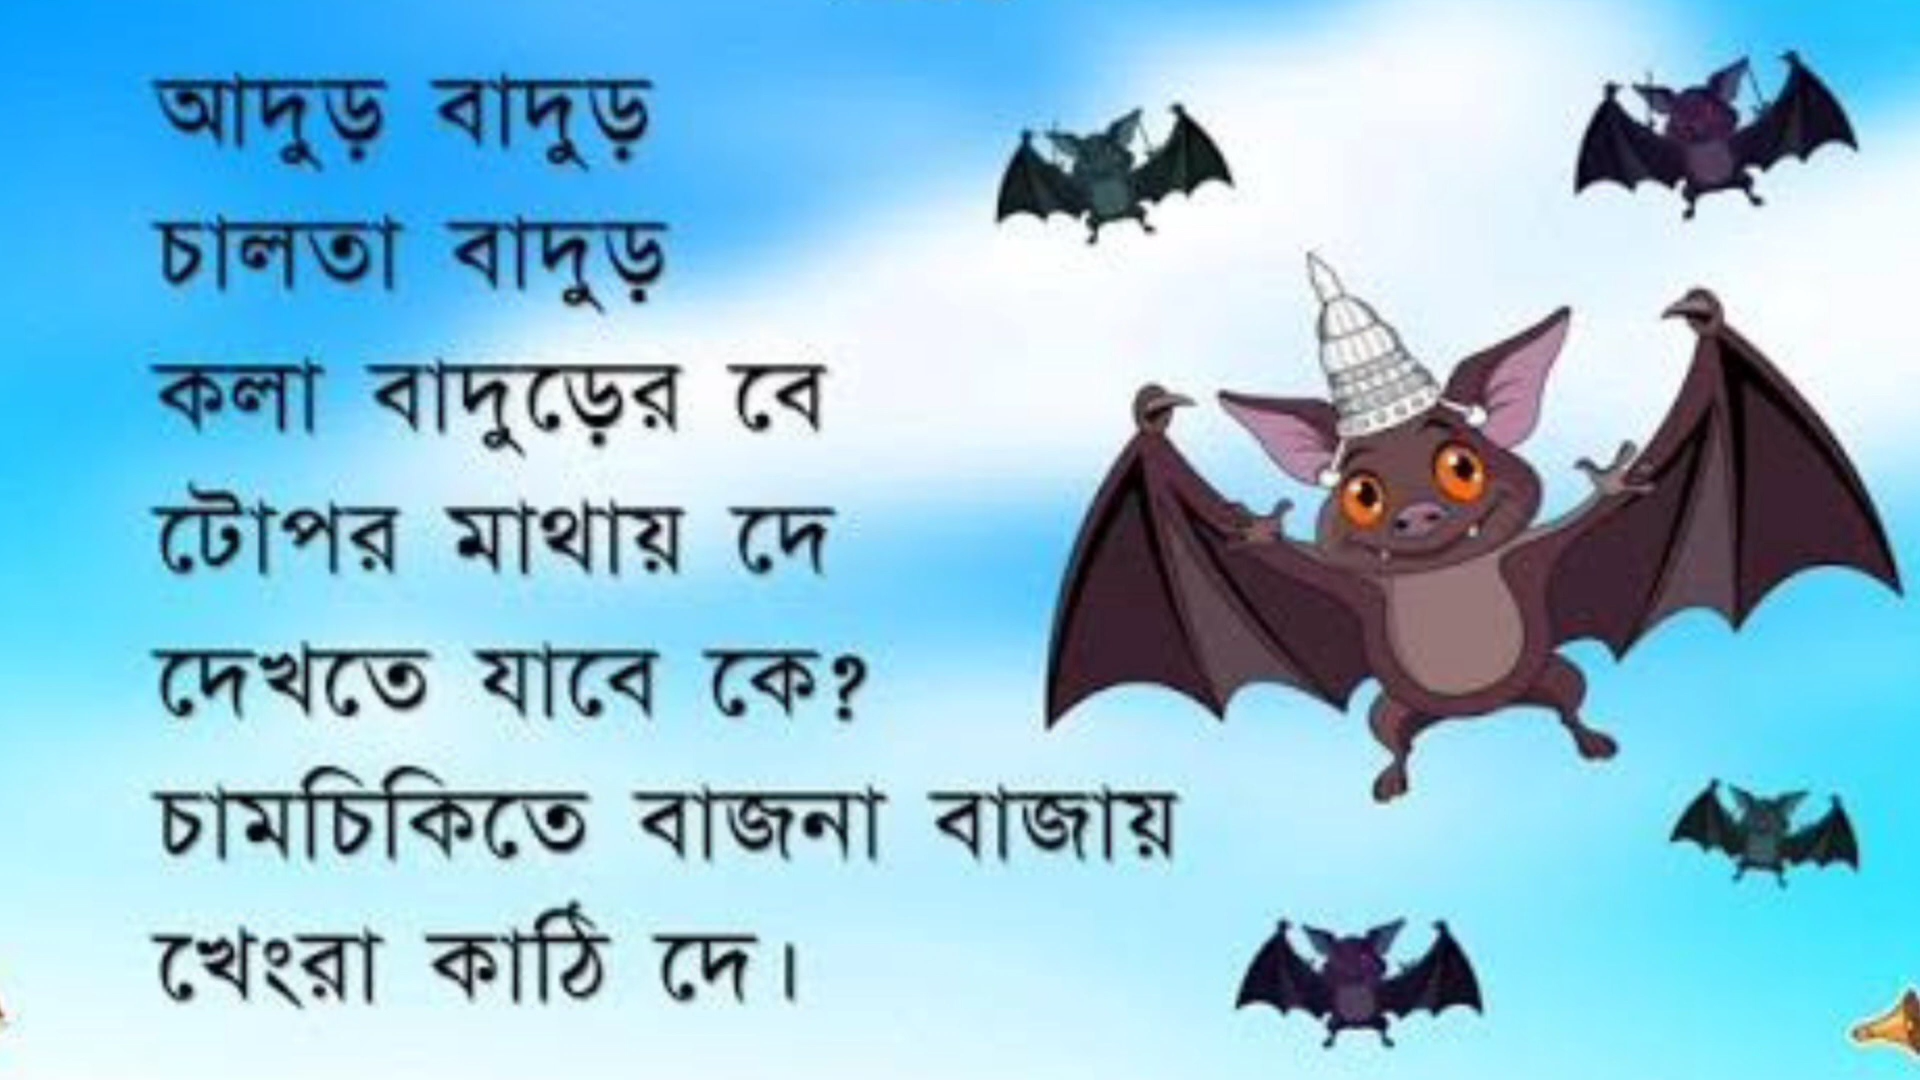 আদুড় বাদুড়
চালতা বাদুড়
কলা বাদুড়ের বে
টোপর মাথায় দে
দেখতে যাবে কে?
চামচিকিতে বাজনা বাজায়
খেংরা কাঠি দে।